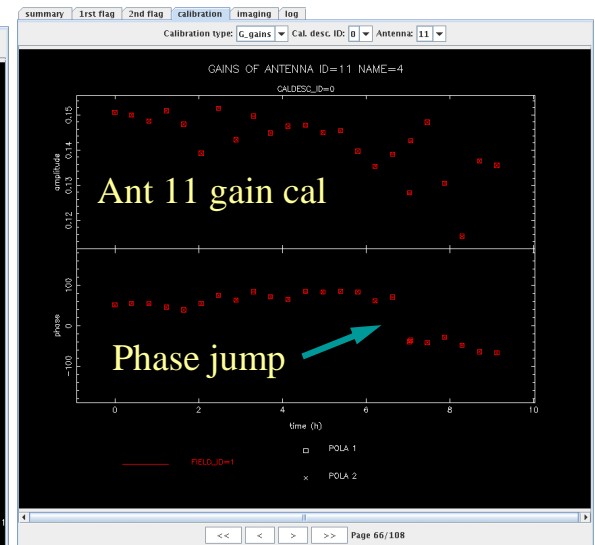 summary 1rst flag 2nd flag calibration imaging log
Calibration type: G_gains Cal. desc. ID: 0 Antenna: 11
GAINS OF ANTENNA ID=11 NAME=4
CALDESC_ID=0
0.15
0.14
amplitude
0.13
0.12
Ant 11 gain cal
100
phase
0
-100
Phase jump
0 2 4 6 8 10
time (h)
FIELD_ID=1
POLA 1
POLA 2
<< < > >> Page 66/108
1